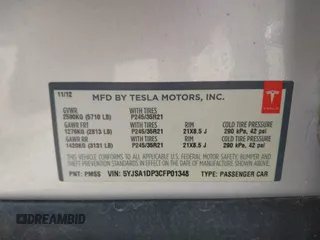 11/12
MFD BY TESLA MOTORS, INC.
TESLA
GVWR WITH TIRES
2590KG (5710 LB) P245/35R21
GAWR FRT WITH TIRES RIM COLD TIRE PRESSURE
1276KG (2813 LB) P245/35R21 21X8.5 J 290 kPa, 42 psi
GAWR RR WITH TIRES RIM COLD TIRE PRESSURE
1420KG (3131 LB) P245/35R21 21X8.5 J 290 kPa, 42 psi
THIS VEHICLE CONFORMS TO ALL APPLICABLE FEDERAL MOTOR VEHICLE SAFETY, BUMPER AND
THEFT PREVENTION STANDARDS IN EFFECT ON THE DATE OF MANUFACTURE SHOWN ABOVE.
PNT: PMSS VIN: 5YJSA1DP3CFP01348 TYPE: PASSENGER CAR
DREAMBID